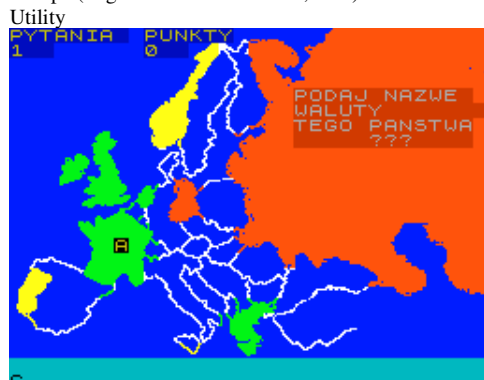 Utility
PYTANIA PUNKTY
1 0
PODAJ NAZWE
WALUTY
TEGO PANSTWA
???
A